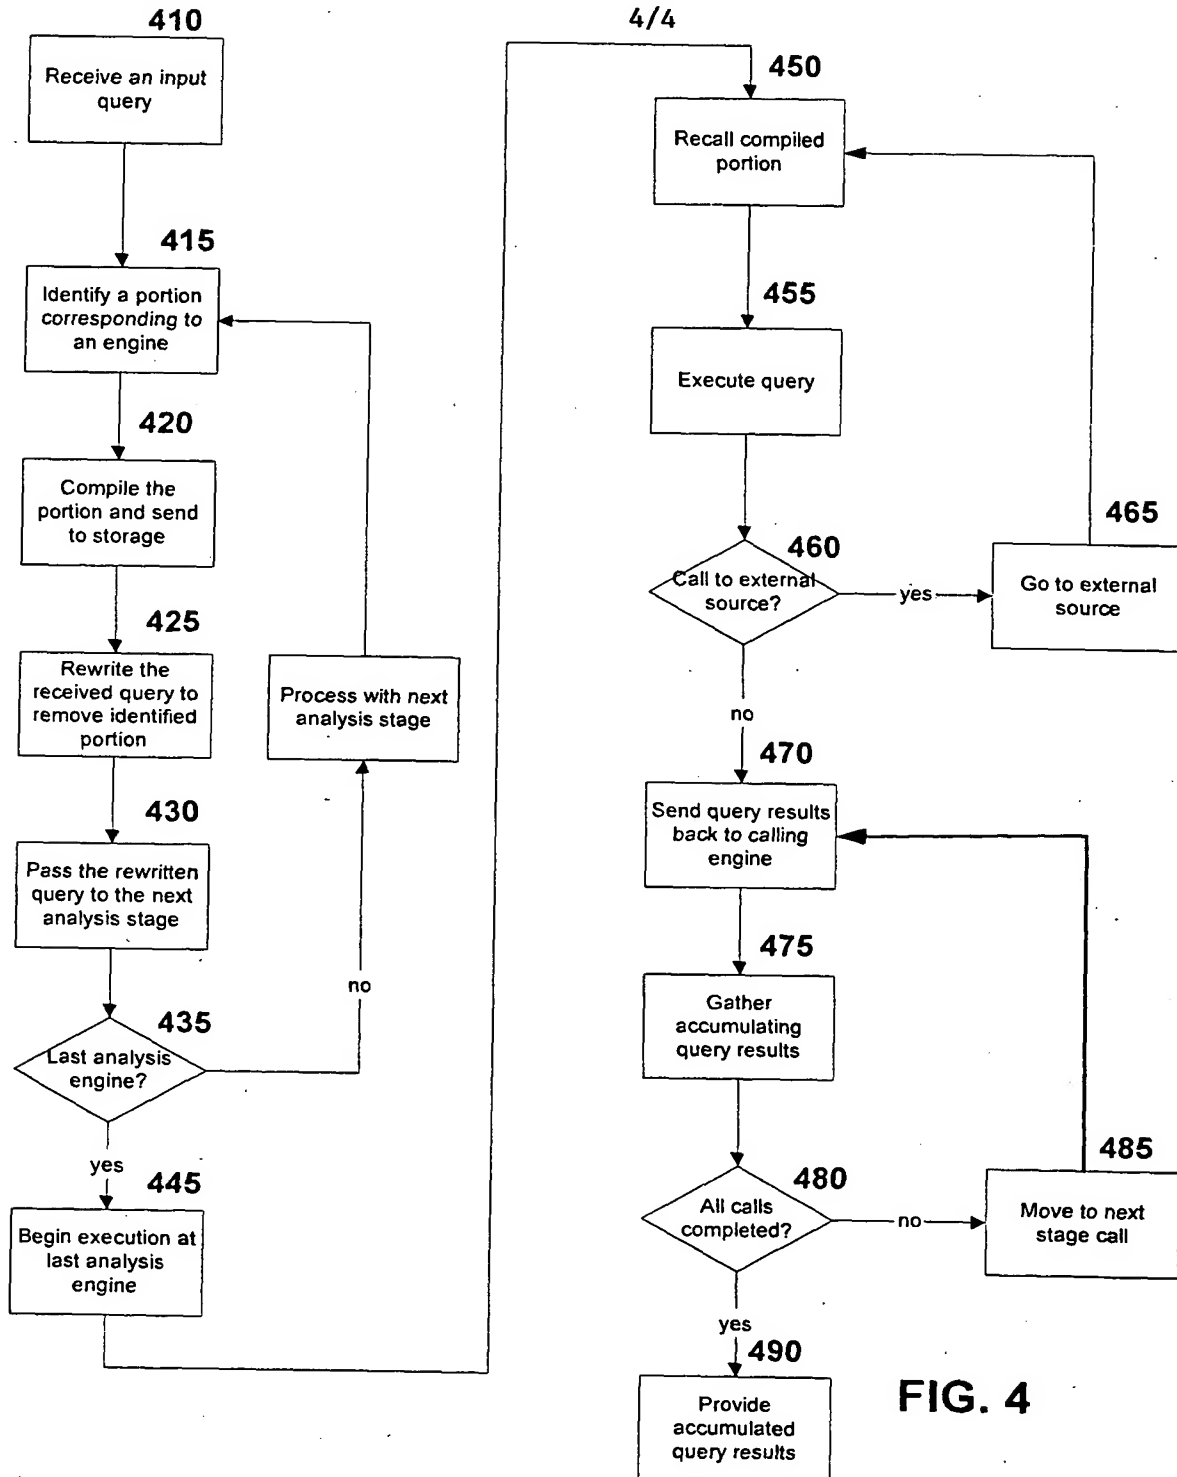 410
Receive an input
query
415
Identify a portion
corresponding to
an engine
420
Compile the
portion and send
to storage
425
Rewrite the
received query to
remove identified
portion
Process with next
analysis stage
430
Pass the rewritten
query to the next
analysis stage
435
Last analysis
engine?
no
yes
445
Begin execution at
last analysis
engine
4/4
450
Recall compiled
portion
455
Execute query
460
Call to external
source?
yes
465
Go to external
source
no
470
Send query results
back to calling
engine
475
Gather
accumulating
query results
480
All calls
completed?
no
485
Move to next
stage call
yes
490
Provide
accumulated
query results
FIG. 4